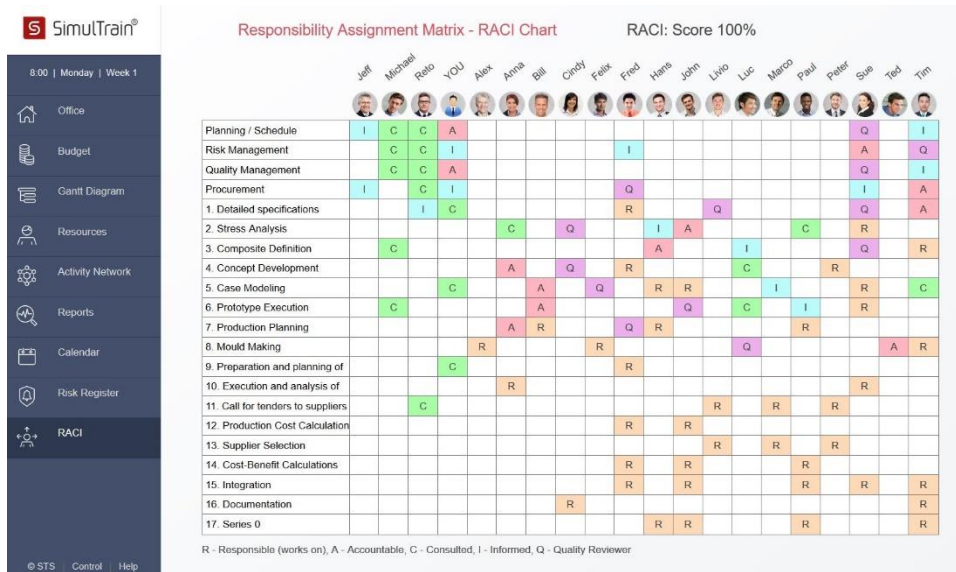 SimulTrain®
8:00 | Monday | Week 1
Office
Budget
Gantt Diagram
Resources
Activity Network
Reports
Calendar
Risk Register
RACI
© STS Control Help
Responsibility Assignment Matrix - RACI Chart RACI: Score 100%
Jeff Michael Reto YOU Alex Anna Bill Cindy Felix Fred Hans John Livio Luc Marco Paul Peter Sue Ted Tim
Planning / Schedule I C C A Q I
Risk Management C C I I A Q
Quality Management C C A Q I
Procurement I C I Q I A
1. Detailed specifications I C R Q Q A
2. Stress Analysis C Q I A C R
3. Composite Definition C A I Q R
4. Concept Development A Q R C R
5. Case Modeling C A Q R R I R C
6. Prototype Execution C A Q C I R
7. Production Planning A R Q R R
8. Mould Making R R Q A R
9. Preparation and planning of C R
10. Execution and analysis of R R
11. Call for tenders to suppliers C R R R
12. Production Cost Calculation R R
13. Supplier Selection R R R
14. Cost-Benefit Calculations R R R
15. Integration R R R R R
16. Documentation R R
17. Series 0 R R R R
R - Responsible (works on), A - Accountable, C - Consulted, I - Informed, Q - Quality Reviewer